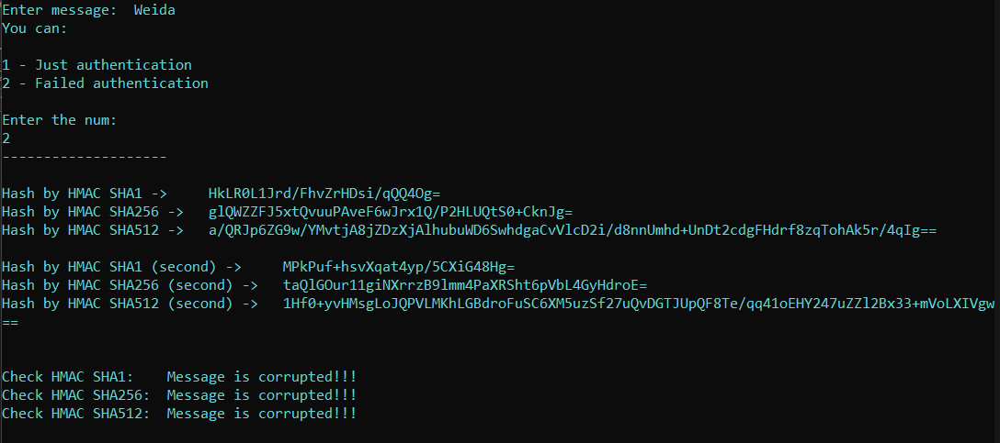 Enter message:  Weida
You can:
1 - Just authentication
2 - Failed authentication
Enter the num:
2
--------------------
Hash by HMAC SHA1 ->     HkLR0L1Jrd/FhvZrHDsi/qQQ4Og=
Hash by HMAC SHA256 ->   glQWZZFJ5xtQvuuPAveF6wJrx1Q/P2HLUQtS0+CknJg=
Hash by HMAC SHA512 ->   a/QRJp6ZG9w/YMvtjA8jZDzXjAlhubuWD6SwhdgaCvVlcD2i/d8nnUmhd+UnDt2cdgFHdrf8zqTohAk5r/4qIg==
Hash by HMAC SHA1 (second) ->     MPkPuf+hsvXqat4yp/5CXiG48Hg=
Hash by HMAC SHA256 (second) ->   taQlGOur11giNXrrzB9lmm4PaXRSht6pVbL4GyHdroE=
Hash by HMAC SHA512 (second) ->   1Hf0+yvHMsgLoJQPVLMKhLGBdroFuSC6XM5uzSf27uQvDGTJUpQF8Te/qq41oEHY247uZZl2Bx33+mVoLXIVgw
==
Check HMAC SHA1:    Message is corrupted!!!
Check HMAC SHA256:  Message is corrupted!!!
Check HMAC SHA512:  Message is corrupted!!!